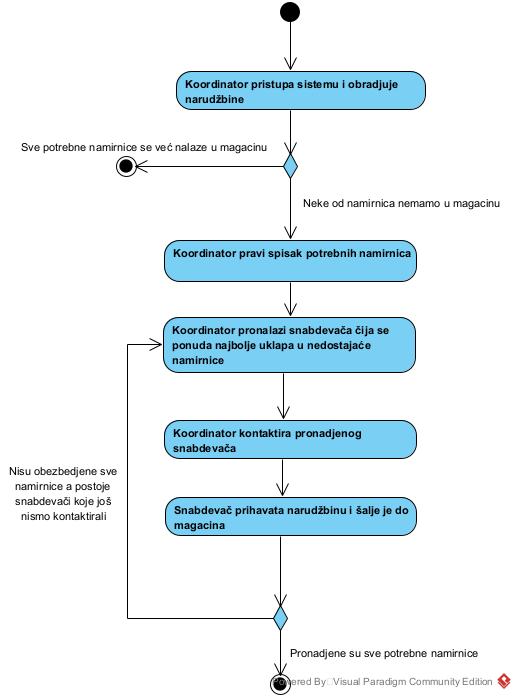 Koordinator pristupa sistemu i obradjuje
narudžbine
Sve potrebne namirnice se već nalaze u magacinu
Neke od namirnica nemamo u magacinu
Koordinator pravi spisak potrebnih namirnica
Koordinator pronalazi snabdevača čija se
ponuda najbolje uklapa u nedostajaće
namirnice
Koordinator kontaktira pronadjenog
snabdevača
Nisu obezbedjene sve
namirnice a postoje
snabdevači koje još
nismo kontaktirali
Snabdevač prihavata narudžbinu i šalje je do
magacina
Pronadjene su sve potrebne namirnice
Powered By Visual Paradigm Community Edition